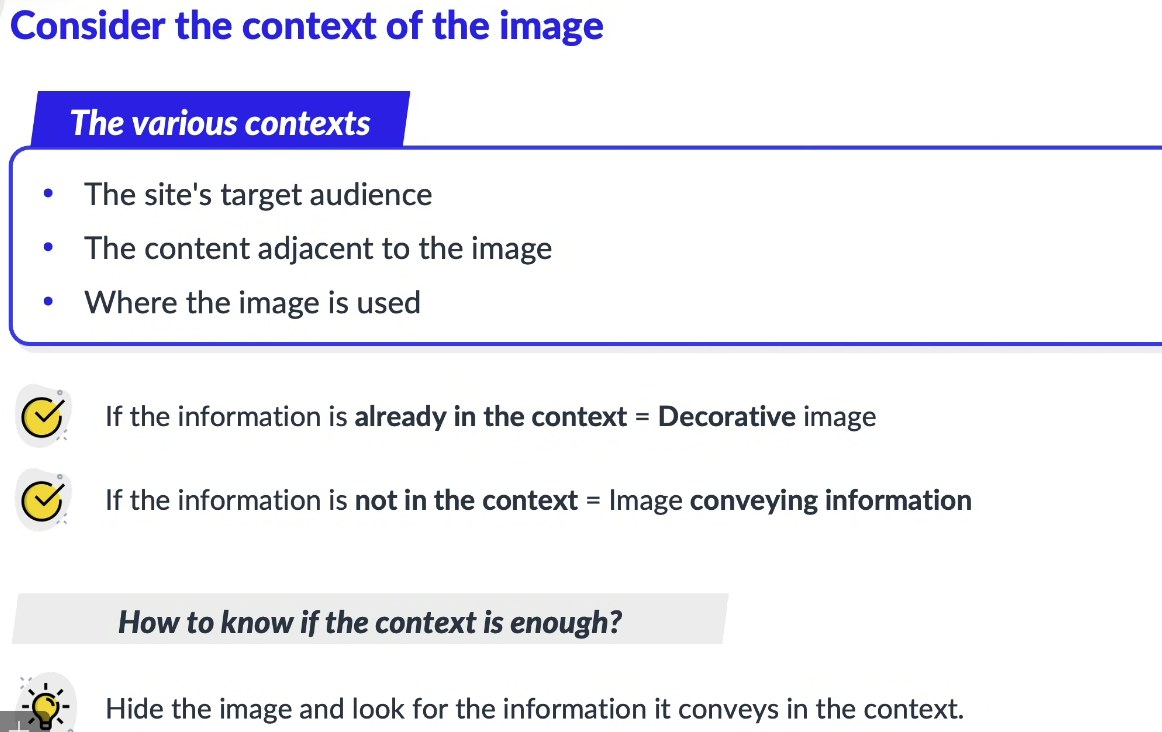 Consider the context of the image
The various contexts
• The site's target audience
• The content adjacent to the image
• Where the image is used
If the information is already in the context = Decorative image
If the information is not in the context = Image conveying information
How to know if the context is enough?
Hide the image and look for the information it conveys in the context.